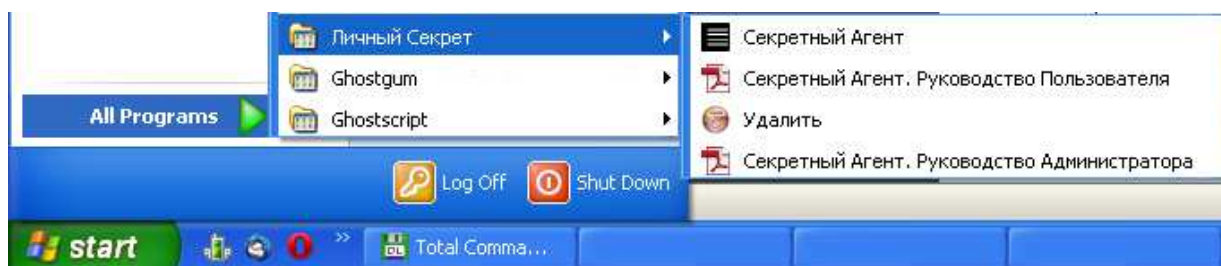 Личный Секрет
Ghostgum
Ghostscript
All Programs
Секретный Агент
Секретный Агент. Руководство Пользователя
Удалить
Секретный Агент. Руководство Администратора
Log Off
Shut Down
start
Total Comma...